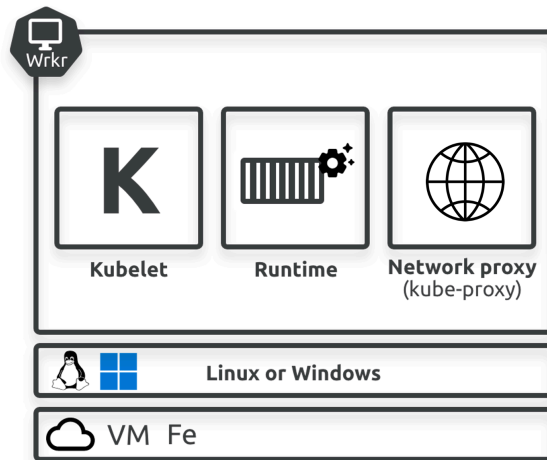 Wrkr
K
Kubelet
Runtime
Network proxy
(kube-proxy)
Linux or Windows
VM Fe